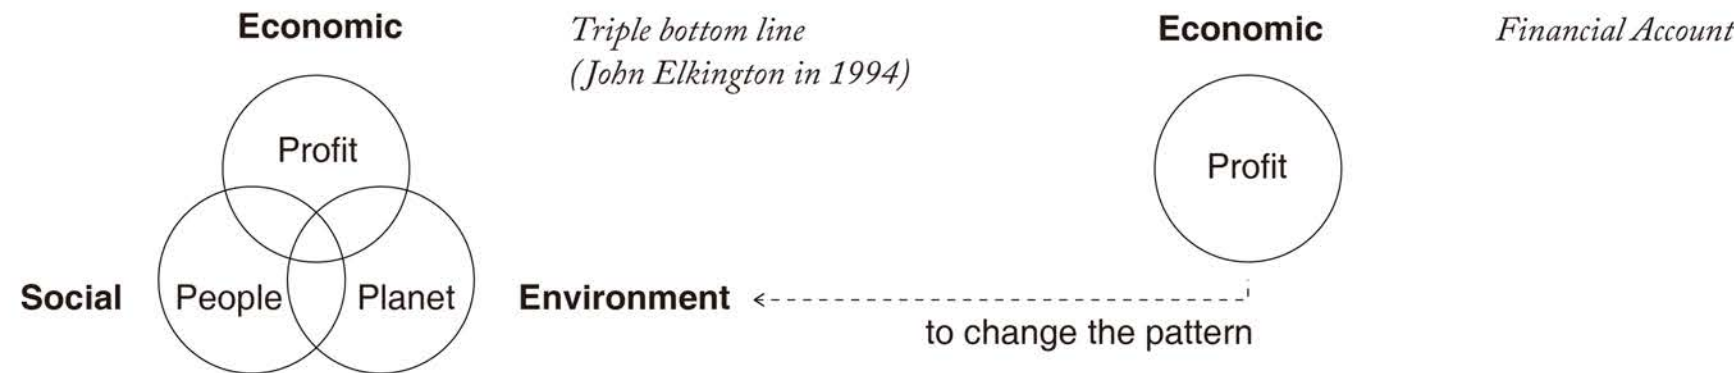 Economic
Triple bottom line
(John Elkington in 1994)
Profit
Social
People
Planet
Environment
Economic
Financial Account
Profit
to change the pattern